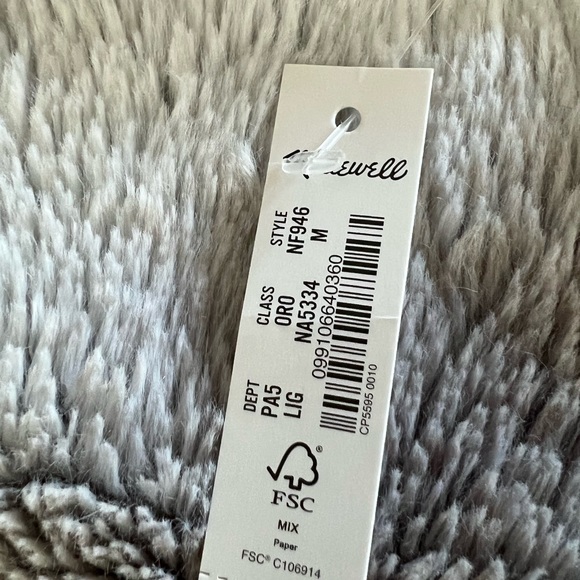 STYLE
NF946
M
CLASS
ORO
NA5334
DEPT
PA5
LIG
099106640360
CP5595 0010
FSC
®
MIX
Paper
FSC® C106914